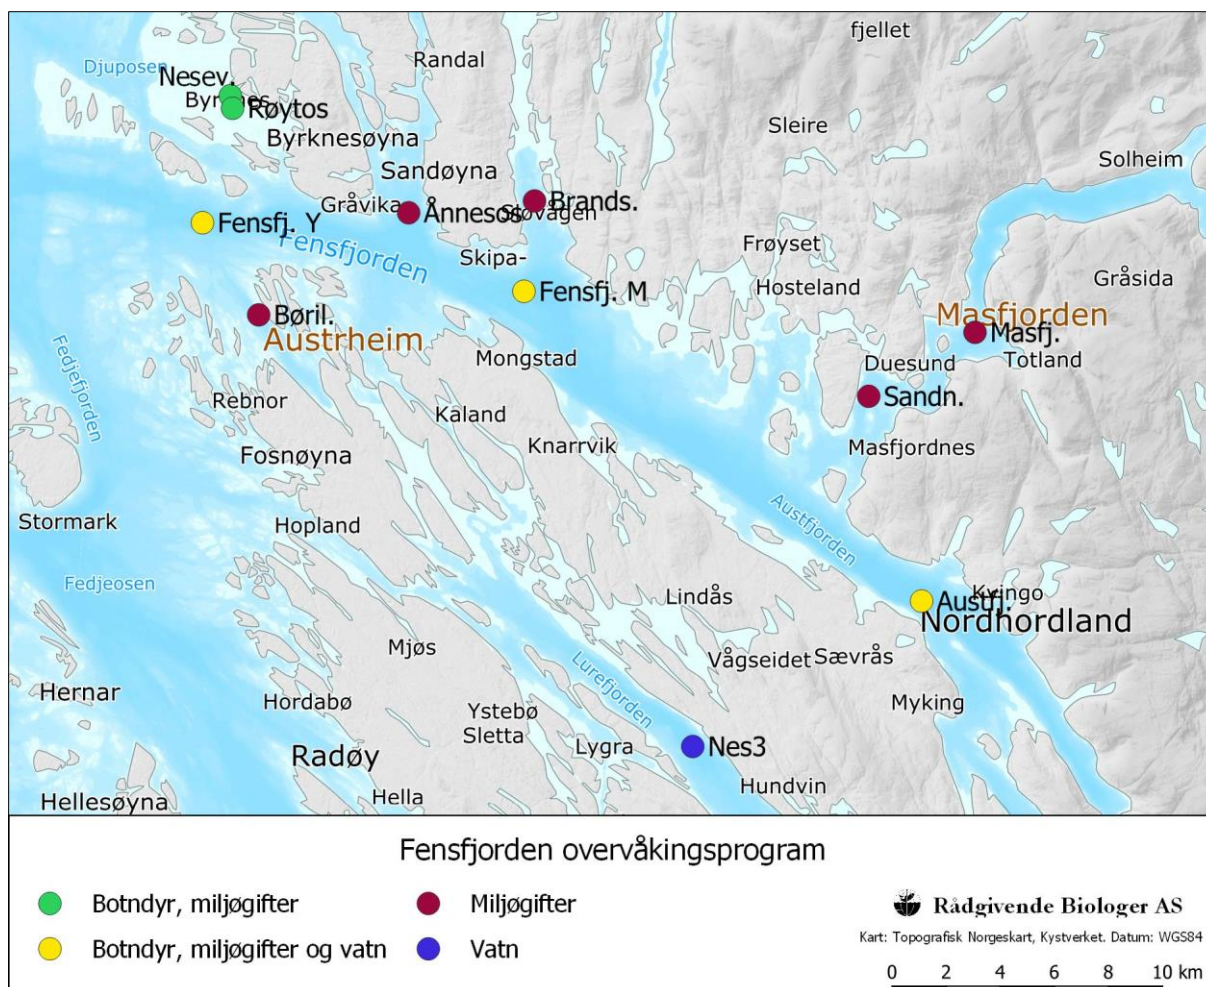 fjellet
Djuposen
Randal
Nesev.
Byrknes
Røytos
Byrknesøyna
Sleire
Solheim
Sandøyna
Gråvika
Ånnesos
Brands.
Støvågen
Fensfj. Y
Fensfjorden
Skipa-
Frøyset
Hosteland
Gråsida
Fensfj. M
Børil.
Austrheim
Masfjorden
Masfj.
Totland
Duesund
Mongstad
Fedjefjorden
Rebnor
Kaland
Sandn.
Knarrvik
Masfjordnes
Fosnøyna
Stormark
Hopland
Austfjorden
Fedjeosen
Lindås
Austfj.
Kvingo
Nordhordland
Mjøs
Vågseidet
Sævrås
Lurefjorden
Hernar
Hordabø
Ystebø
Sletta
Myking
Radøy
Lygra
Nes3
Hundvin
Hellesøyna
Hella
Fensfjorden overvåkingsprogram
Botndyr, miljøgifter
Miljøgifter
Botndyr, miljøgifter og vatn
Vatn
Rådgivende Biologer AS
Kart: Topografisk Norgeskart, Kystverket. Datum: WGS84
0 2 4 6 8 10 km